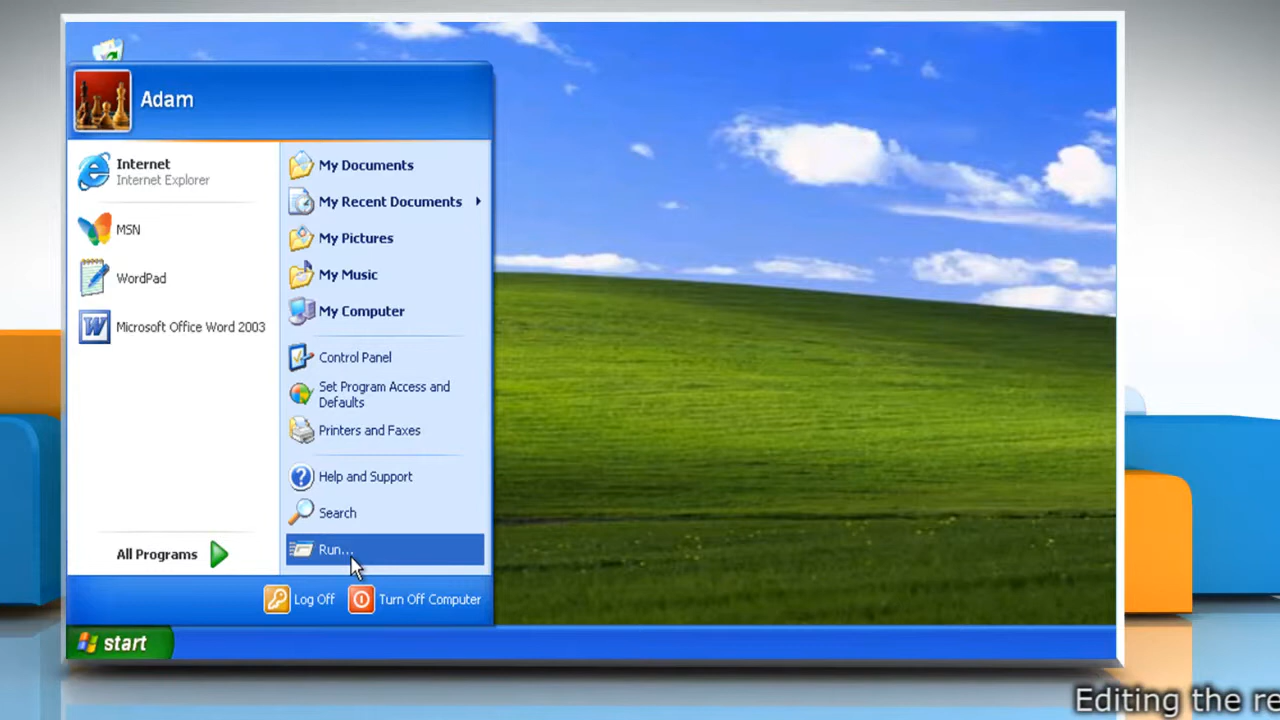 Adam
Internet
Internet Explorer
MSN
WordPad
Microsoft Office Word 2003
All Programs
My Documents
My Recent Documents
My Pictures
My Music
My Computer
Control Panel
Set Program Access and
Defaults
Printers and Faxes
Help and Support
Search
Run...
Log Off
Turn Off Computer
start
Editing the